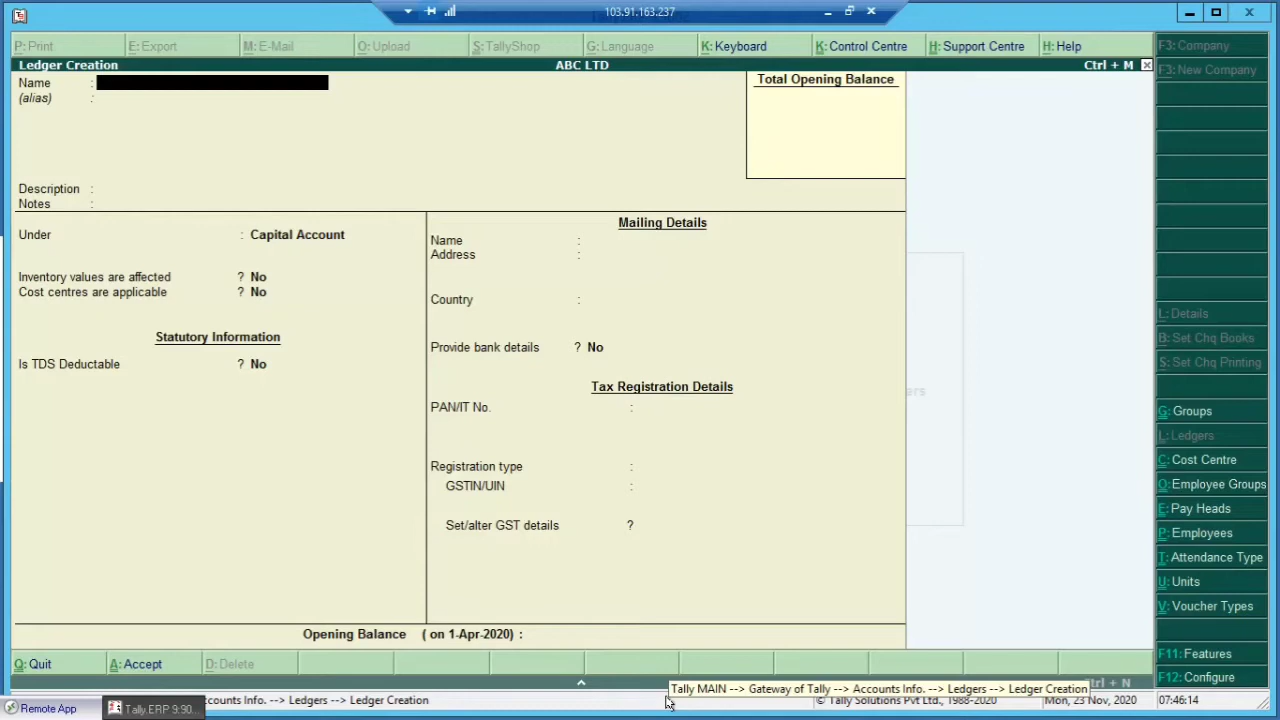 103.91.163.237
P: Print E: Export M: E-Mail O: Upload S: TallyShop G: Language K: Keyboard K: Control Centre H: Support Centre H: Help
F3: Company
Ledger Creation ABC LTD Ctrl + M
F3: New Company
Name :
(alias) :
Total Opening Balance
Description :
Notes :
Under : Capital Account
Inventory values are affected ? No
Cost centres are applicable ? No
Statutory Information
Is TDS Deductable ? No
Mailing Details
Name :
Address :
Country :
Provide bank details ? No
Tax Registration Details
PAN/IT No. :
Registration type :
GSTIN/UIN :
Set/alter GST details ?
Opening Balance ( on 1-Apr-2020) :
L: Details
B: Set Chq Books
S: Set Chq Printing
G: Groups
L: Ledgers
C: Cost Centre
O: Employee Groups
E: Pay Heads
P: Employees
T: Attendance Type
U: Units
V: Voucher Types
F11: Features
F12: Configure
Q: Quit A: Accept D: Delete
Tally MAIN --> Gateway of Tally --> Accounts Info. --> Ledgers --> Ledger Creation
Ctrl + N
ccounts Info. --> Ledgers --> Ledger Creation © Tally Solutions Pvt Ltd., 1988-2020 Mon, 23 Nov, 2020 07:46:14
Remote App Tally.ERP 9:90...